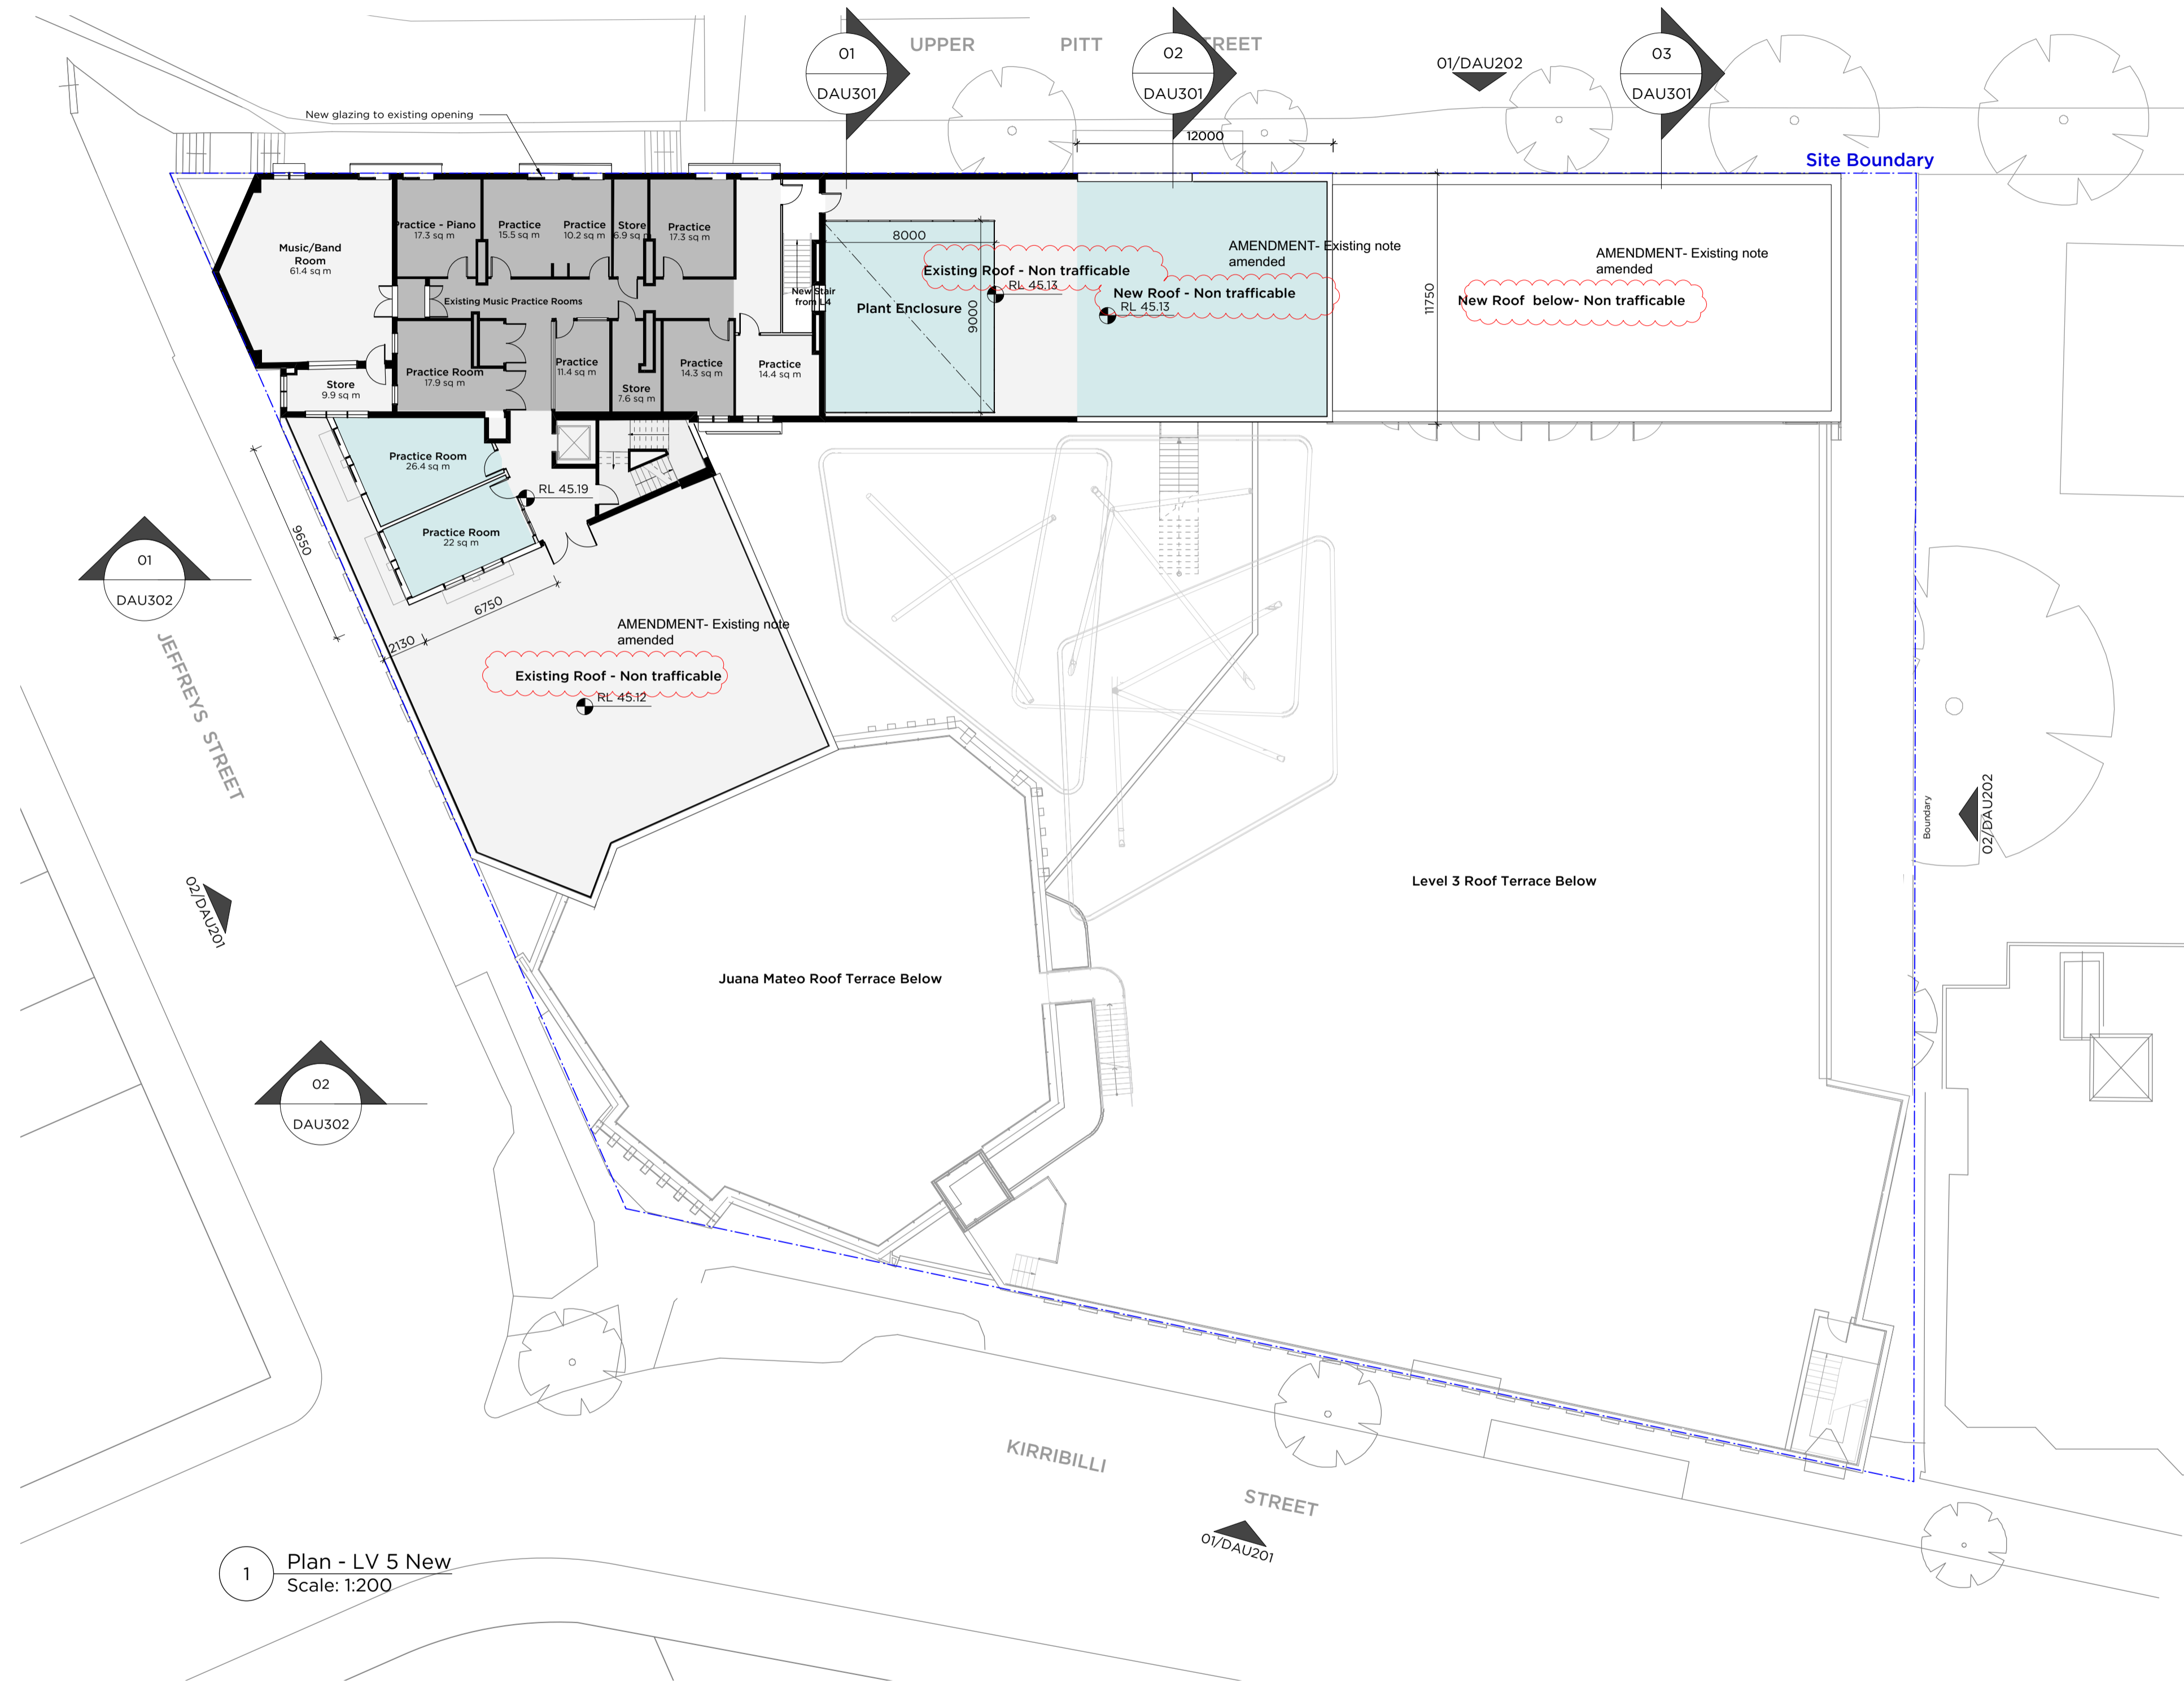 UPPER PITT STREET
01
DAU301
02
DAU301
01/DAU202
03
DAU301
New glazing to existing opening
12000
Site Boundary
Music/Band
Room
61.4 sq m
Practice - Piano
17.3 sq m
Practice
15.5 sq m
Practice
10.2 sq m
Store
6.9 sq m
Practice
17.3 sq m
8000
Existing Roof - Non trafficable
RL 45.13
AMENDMENT- Existing note
amended
New Roof - Non trafficable
RL 45.13
11750
AMENDMENT- Existing note
amended
New Roof below- Non trafficable
Existing Music Practice Rooms
New Stair
from L4
Plant Enclosure
9000
Store
9.9 sq m
Practice Room
17.9 sq m
Practice
11.4 sq m
Store
7.6 sq m
Practice
14.3 sq m
Practice
14.4 sq m
Practice Room
26.4 sq m
RL 45.19
Practice Room
22 sq m
9650
6750
2130
01
DAU302
JEFFREYS STREET
AMENDMENT- Existing note
amended
Existing Roof - Non trafficable
RL 45.12
Boundary
02/DAU202
Level 3 Roof Terrace Below
02/DAU201
Juana Mateo Roof Terrace Below
02
DAU302
KIRRIBILLI STREET
01/DAU201
1
Plan - LV 5 New
Scale: 1:200